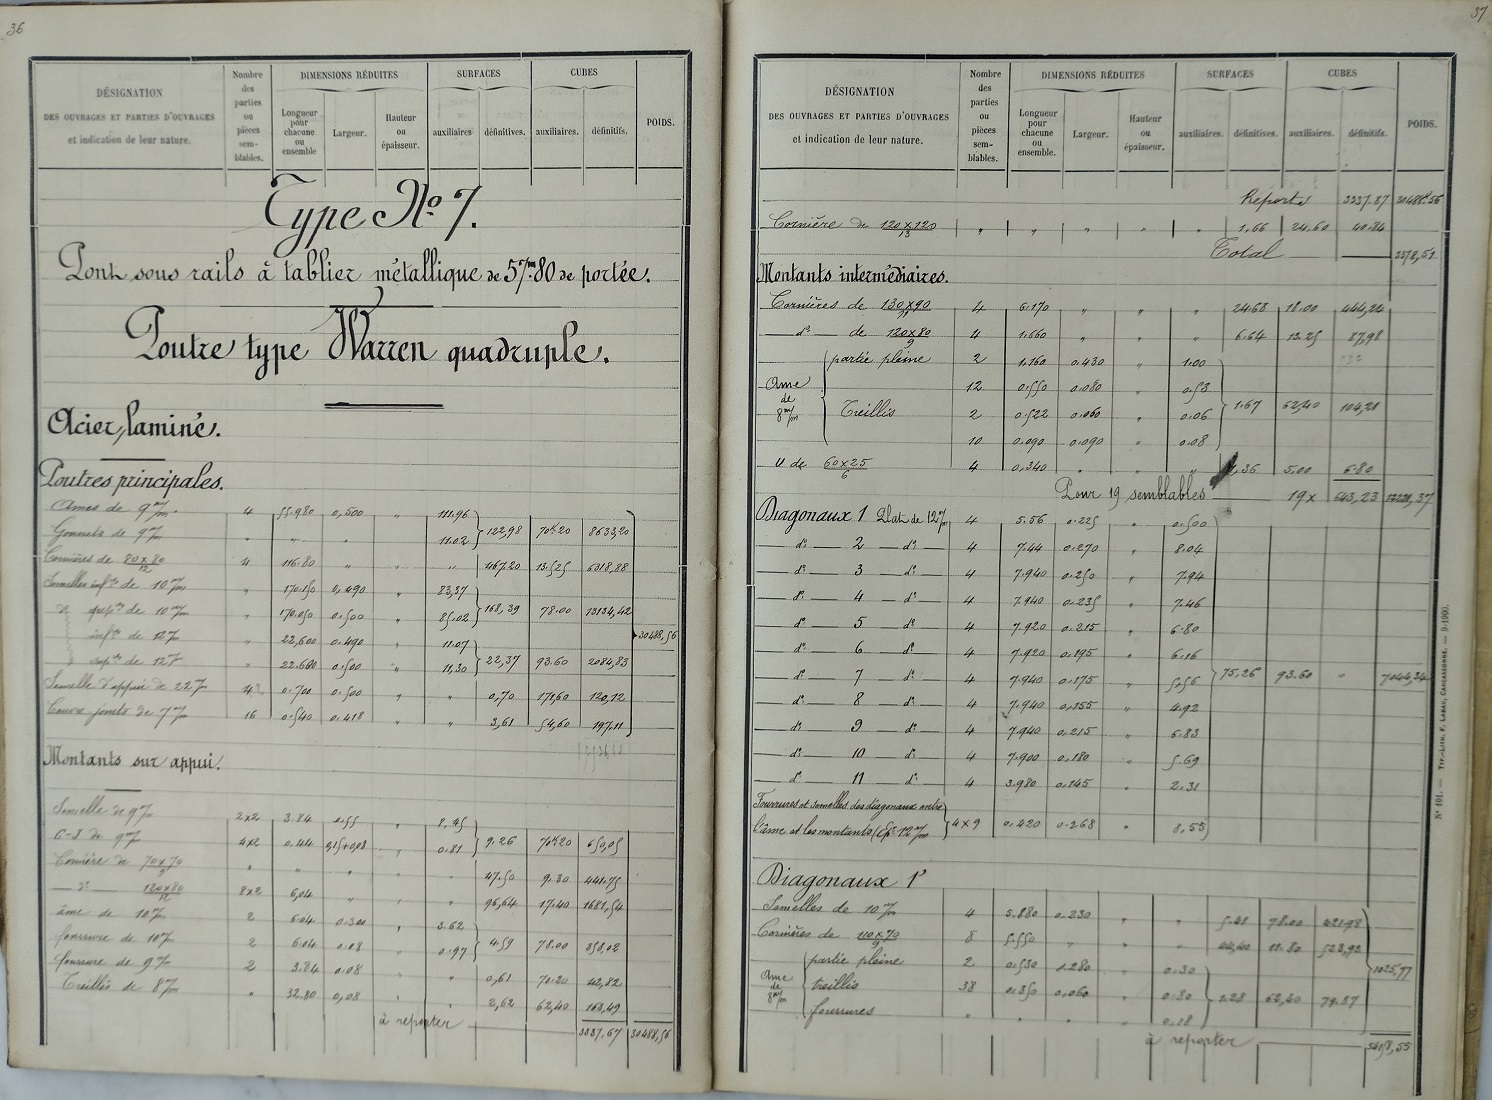 36
DÉSIGNATION
DES OUVRAGES ET PARTIES D'OUVRAGES
et indication de leur nature.
Nombre des parties ou pièces semblables.
DIMENSIONS RÉDUITES
Longueur pour chacune ou ensemble
Largeur.
Hauteur ou épaisseur.
SURFACES
auxiliaires
définitives.
CUBES
auxiliaires.
définitifs.
POIDS.
Type No 7.
Pont sous rails à tablier métallique de 57m.80 de portée.
Poutre type Warren quadruple.
Acier laminé.
Poutres principales.
Ames de 9m/m 4 55.980 0,500 " 111.96
Goussets de 9m/m " " " 11.02 122,98 70k20 8633,20
Cornières de 80x80/12 4 116.80 " " " 467.20 13.525 6318,88
Semelles infres de 10m/m " 170.150 0,490 " 83,37
d° supres de 10m/m " 170.050 0.500 " 85.02 168,39 78.00 13134,42
infres de 12m/m " 22,600 0.490 " 11.07 30488,56
supres de 12m/m " 22.600 0.500 " 11,30 22,37 93.60 2084,83
Semelle d'appui de 22m/m 4 0.700 0.500 " " 0,70 171,60 120,12
Couvre joints de 7m/m 16 0.540 0.418 " " 3,61 54,60 197.11
Montants sur appui.
Semelle de 9m/m 2x2 3.84 0.55 " 8.45
C-J de 9m/m 4x2 0.44 " 0.81 9.26 70k20 650,05
Cornière de 70x70/9 " " " " " 47.50 9.30 441.75
d° 120x80/12 8x2 6,04 " " " 96,64 17.40 1681,54
âme de 10m/m 2 6.04 0.300 " 3.62
fourrure de 10m/m 2 6.04 0.08 " 0.97 4.59 78.00 358,02
fourrure de 9m/m 2 3.84 0.08 " " 0,61 70.20 42,82
Treillis de 8m/m " 32.80 0,08 " " 2,62 62,40 163,49
à reporter 3337.67 30488,56
37
DÉSIGNATION
DES OUVRAGES ET PARTIES D'OUVRAGES
et indication de leur nature.
Nombre des parties ou pièces semblables.
DIMENSIONS RÉDUITES
Longueur pour chacune ou ensemble.
Largeur.
Hauteur ou épaisseur.
SURFACES
auxiliaires.
définitives.
CUBES
auxiliaires.
définitifs.
POIDS.
Reports 3337.87 30488k.56
Cornière de 120x120/13 " " " " " 1.66 24.60 40.84
Total 3378,51
Montants intermédiaires.
Cornières de 130x90/11 4 6.170 " " " 24.68 18.00 444,24
d° de 120x80/9 4 1.660 " " " 6.64 13.25 87,98
Ame de 8m/m
partie pleine 2 1,160 0.430 " 1.00
12 0.550 0.080 " 0.53
Treillis 2 0.522 0.060 " 0.06 1.67 62,40 104,21
10 0.090 0.090 " 0.08
U de 60x25/6 4 0.340 " " " 1,36 5.00 6.80
Pour 19 semblables 19x 643,23 12221,37
Diagonaux 1 Plat de 12m/m 4 5.56 0.225 " 0.500
d° 2 d° 4 7.44 0.270 " 8.04
d° 3 d° 4 7.940 0.250 " 7.94
d° 4 d° 4 7.940 0.235 " 7.46
d° 5 d° 4 7.920 0.215 " 6.80
d° 6 d° 4 7.920 0.195 " 6.16
d° 7 d° 4 7.940 0.175 " 5.56 75,26 93.60 " 7044,34
d° 8 d° 4 7.940 0.155 " 4.92
d° 9 d° 4 7.940 0.215 " 6.83
d° 10 d° 4 7.900 0.180 " 5.69
d° 11 d° 4 3.980 0.145 " 2.31
Fourrures et semelles des diagonaux entre
l'âme et les montants (Ep. 12m/m) 4x9 0.420 0.268 " 8,55
Diagonaux 1'
Semelles de 10m/m 4 5.880 0.230 " " 5.41 78.00 421.98
Cornières de 110x70/9 8 5.550 " " " 44,40 11.80 523,92
Ame de 8m/m
partie pleine 2 0.530 0.280 " 0.30 1025,77
treillis 38 0.350 0.060 " 0.80 1.28 62,40 79.87
fourrures " " " " 0.18
à reporter
N° 401. — Typ.-Lith. F. Labau, Carcassonne. — 9-1900.